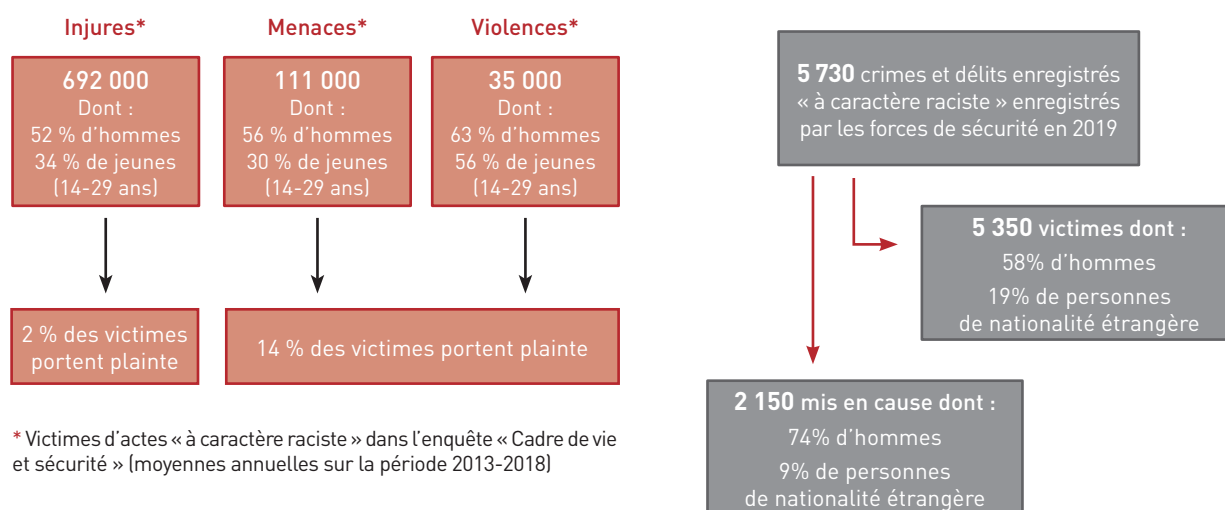 Injures*
692 000
Dont :
52 % d’hommes
34 % de jeunes
(14-29 ans)
2 % des victimes
portent plainte
Menaces*
111 000
Dont :
56 % d’hommes
30 % de jeunes
(14-29 ans)
Violences*
35 000
Dont :
63 % d’hommes
56 % de jeunes
(14-29 ans)
14 % des victimes portent plainte
* Victimes d’actes « à caractère raciste » dans l’enquête « Cadre de vie
et sécurité » (moyennes annuelles sur la période 2013-2018)
5 730 crimes et délits enregistrés
« à caractère raciste » enregistrés
par les forces de sécurité en 2019
5 350 victimes dont :
58% d’hommes
19% de personnes
de nationalité étrangère
2 150 mis en cause dont :
74% d’hommes
9% de personnes
de nationalité étrangère